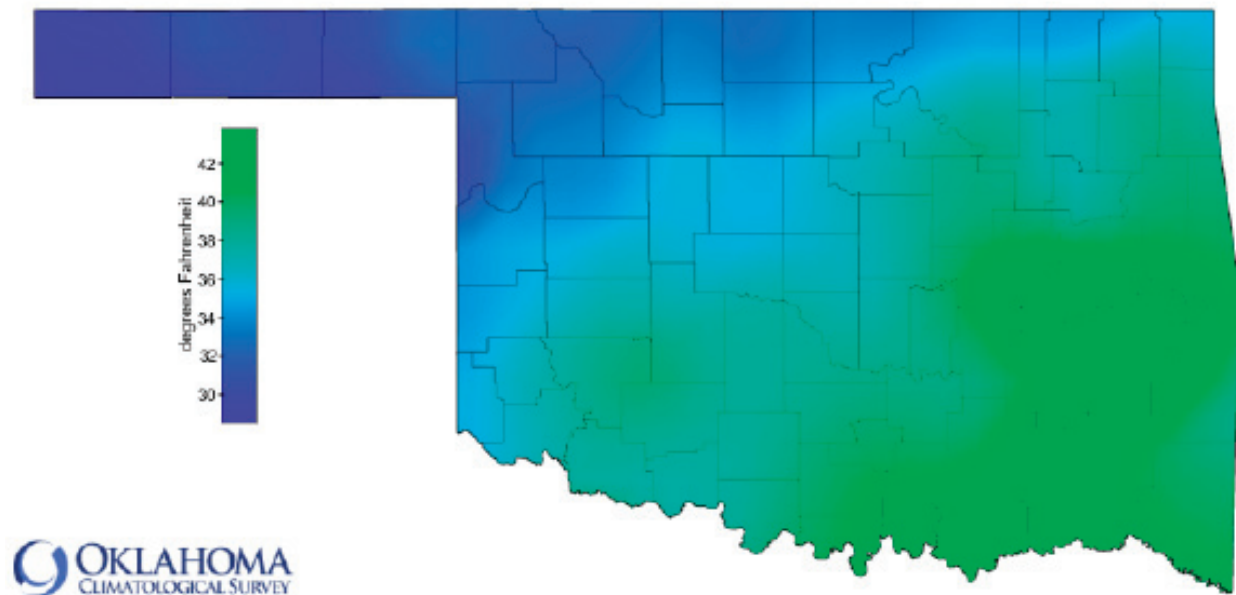 42
40
38
36
34
32
30
degrees Fahrenheit
OKLAHOMA
CLIMATOLOGICAL SURVEY